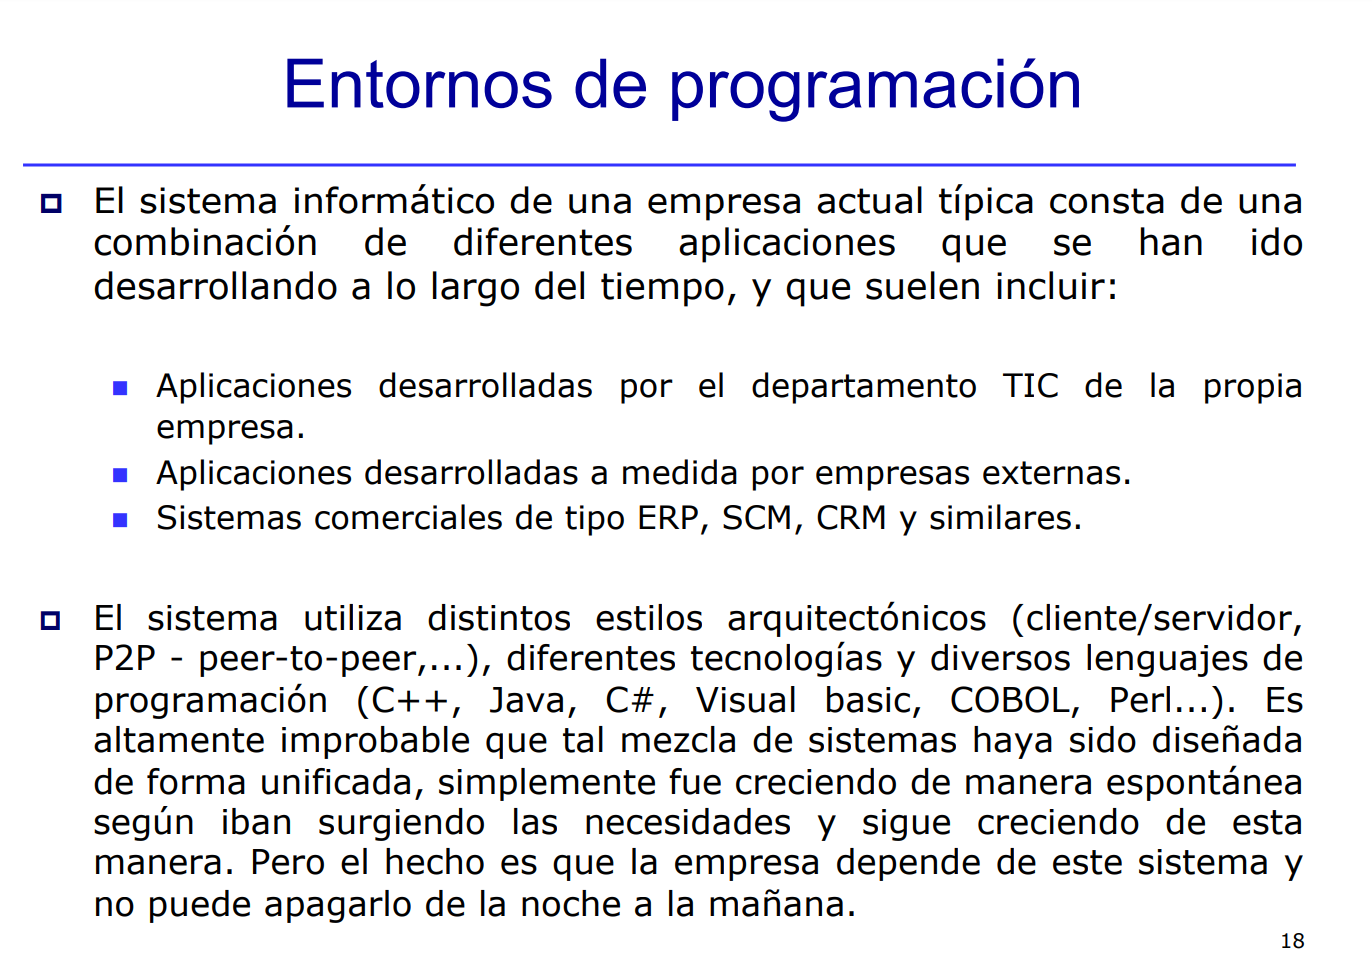 Entornos de programación
El sistema informático de una empresa actual típica consta de una
combinación de diferentes aplicaciones que se han ido
desarrollando a lo largo del tiempo, y que suelen incluir:
Aplicaciones desarrolladas por el departamento TIC de la propia
empresa.
Aplicaciones desarrolladas a medida por empresas externas.
Sistemas comerciales de tipo ERP, SCM, CRM y similares.
El sistema utiliza distintos estilos arquitectónicos (cliente/servidor,
P2P - peer-to-peer,...), diferentes tecnologías y diversos lenguajes de
programación (C++, Java, C#, Visual basic, COBOL, Perl...). Es
altamente improbable que tal mezcla de sistemas haya sido diseñada
de forma unificada, simplemente fue creciendo de manera espontánea
según iban surgiendo las necesidades y sigue creciendo de esta
manera. Pero el hecho es que la empresa depende de este sistema y
no puede apagarlo de la noche a la mañana.
18